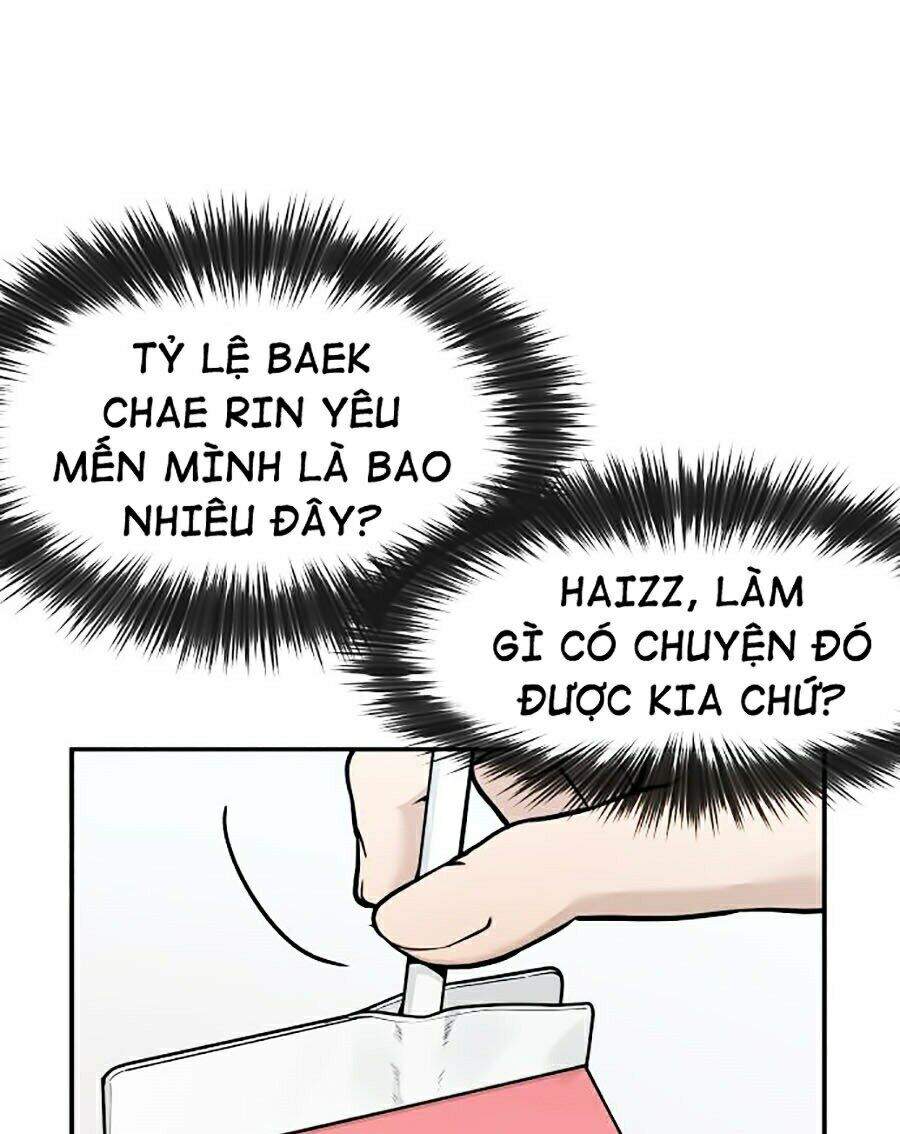 TỶ LỆ BAEK
CHAE RIN YÊU
MẾN MÌNH LÀ BAO
NHIÊU ĐÂY?
HAIZZ, LÀM
GÌ CÓ CHUYỆN ĐÓ
ĐƯỢC KIA CHỨ?